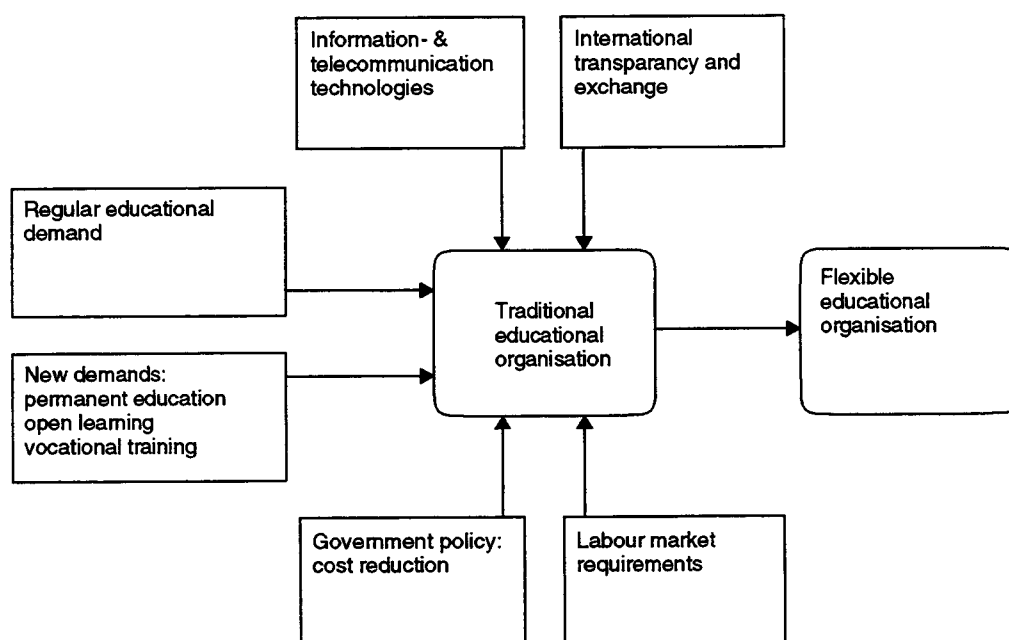 Information- &
telecommunication
technologies
International
transparancy and
exchange
Regular educational
demand
New demands:
permanent education
open learning
vocational training
Traditional
educational
organisation
Flexible
educational
organisation
Government policy:
cost reduction
Labour market
requirements